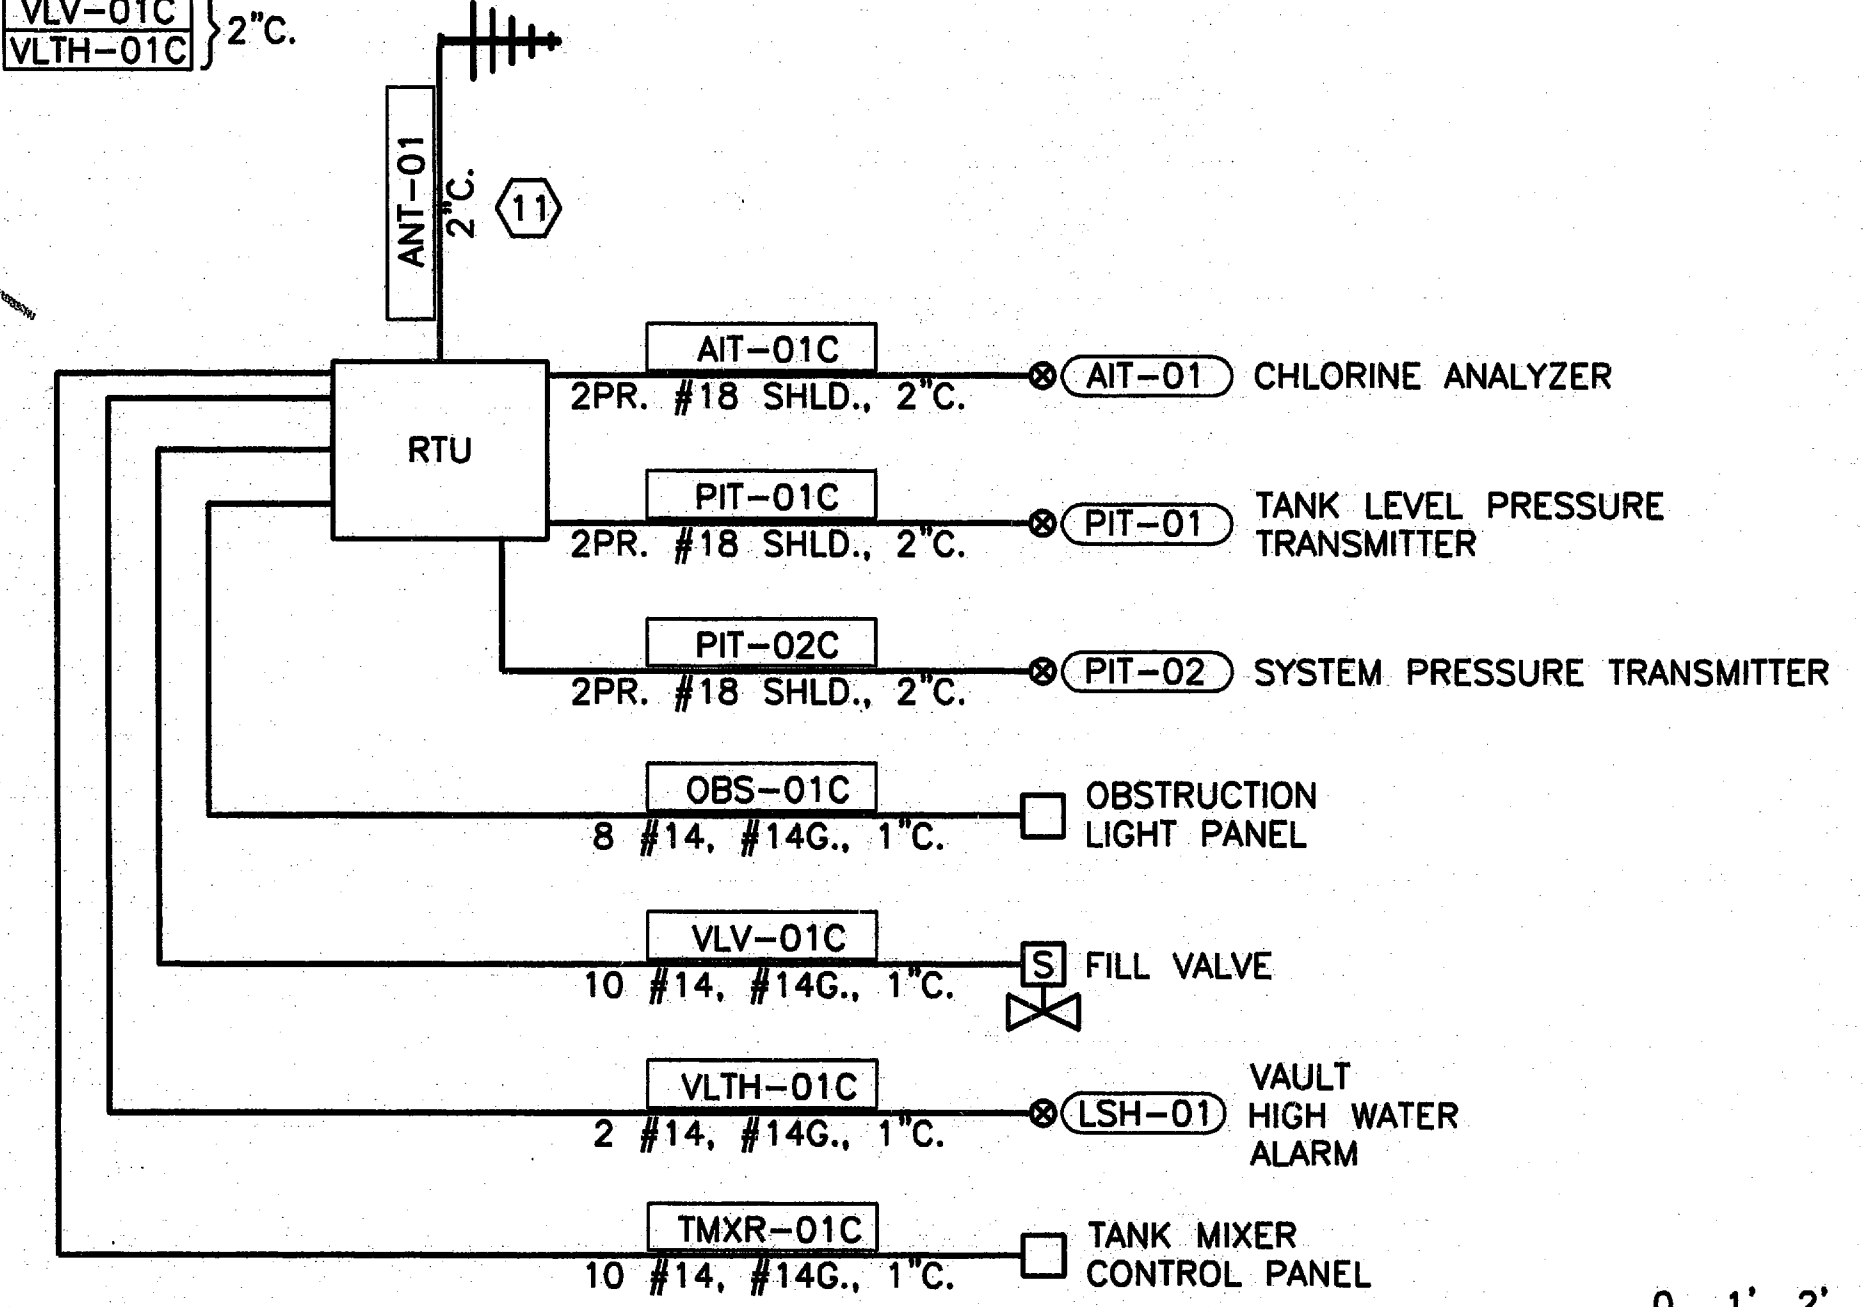 VLV-01C
VLTH-01C
2"C.
ANT-01
2"C.
11
RTU
AIT-01C
2PR. #18 SHLD., 2"C.
AIT-01
CHLORINE ANALYZER
PIT-01C
2PR. #18 SHLD., 2"C.
PIT-01
TANK LEVEL PRESSURE
TRANSMITTER
PIT-02C
2PR. #18 SHLD., 2"C.
PIT-02
SYSTEM PRESSURE TRANSMITTER
OBS-01C
8 #14, #14G., 1"C.
OBSTRUCTION
LIGHT PANEL
VLV-01C
10 #14, #14G., 1"C.
S
FILL VALVE
VLTH-01C
2 #14, #14G., 1"C.
LSH-01
VAULT
HIGH WATER
ALARM
TMXR-01C
10 #14, #14G., 1"C.
TANK MIXER
CONTROL PANEL
0 1' 2'